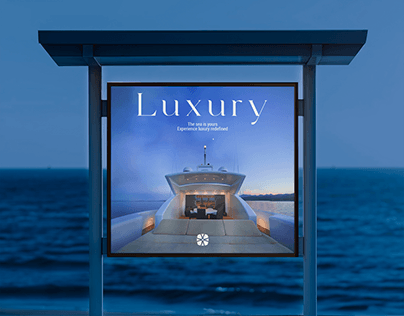 Luxury
The sea is yours
Experience luxury redefined